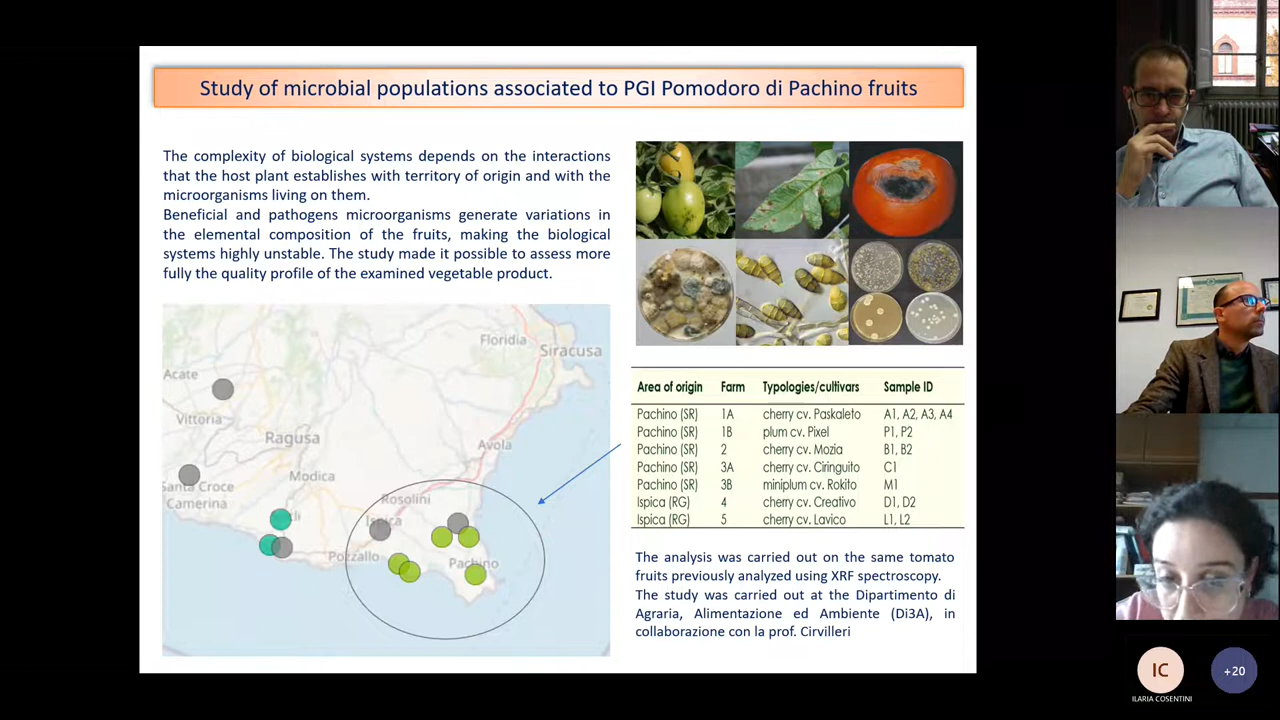 Study of microbial populations associated to PGI Pomodoro di Pachino fruits
The complexity of biological systems depends on the interactions
that the host plant establishes with territory of origin and with the
microorganisms living on them.
Beneficial and pathogens microorganisms generate variations in
the elemental composition of the fruits, making the biological
systems highly unstable. The study made it possible to assess more
fully the quality profile of the examined vegetable product.
Floridia
Siracusa
Acate
Vittoria
Ragusa
Avola
Modica
Santa Croce
Camerina
Rosolini
Ispica
Pozzallo
Pachino
Area of origin Farm Typologies/cultivars Sample ID
Pachino (SR) 1A cherry cv. Paskaleto A1, A2, A3, A4
Pachino (SR) 1B plum cv. Pixel P1, P2
Pachino (SR) 2 cherry cv. Mozia B1, B2
Pachino (SR) 3A cherry cv. Ciringuito C1
Pachino (SR) 3B miniplum cv. Rokito M1
Ispica (RG) 4 cherry cv. Creativo D1, D2
Ispica (RG) 5 cherry cv. Lavico L1, L2
The analysis was carried out on the same tomato
fruits previously analyzed using XRF spectroscopy.
The study was carried out at the Dipartimento di
Agraria, Alimentazione ed Ambiente (Di3A), in
collaborazione con la prof. Cirvilleri
IC
+20
ILARIA COSENTINI